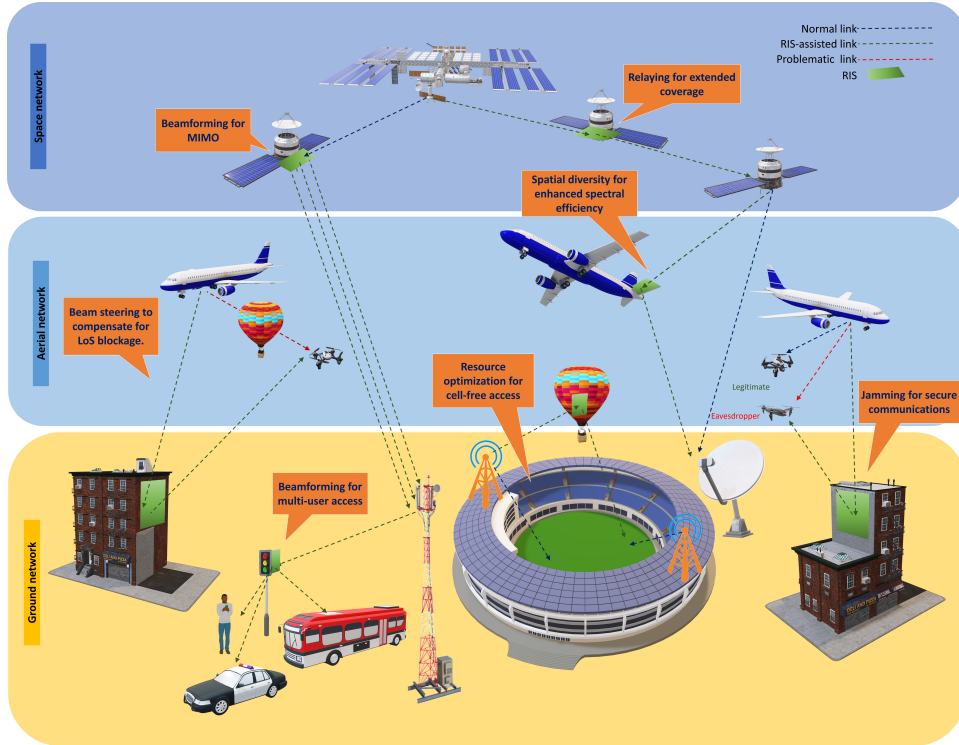 Normal link
RIS-assisted link
Problematic link
RIS
Space network
Relaying for extended
coverage
Beamforming for
MIMO
Spatial diversity for
enhanced spectral
efficiency
Aerial network
Beam steering to
compensate for
LoS blockage.
Resource
optimization for
cell-free access
Legitimate
Eavesdropper
Jamming for secure
communications
Ground network
Beamforming for
multi-user access